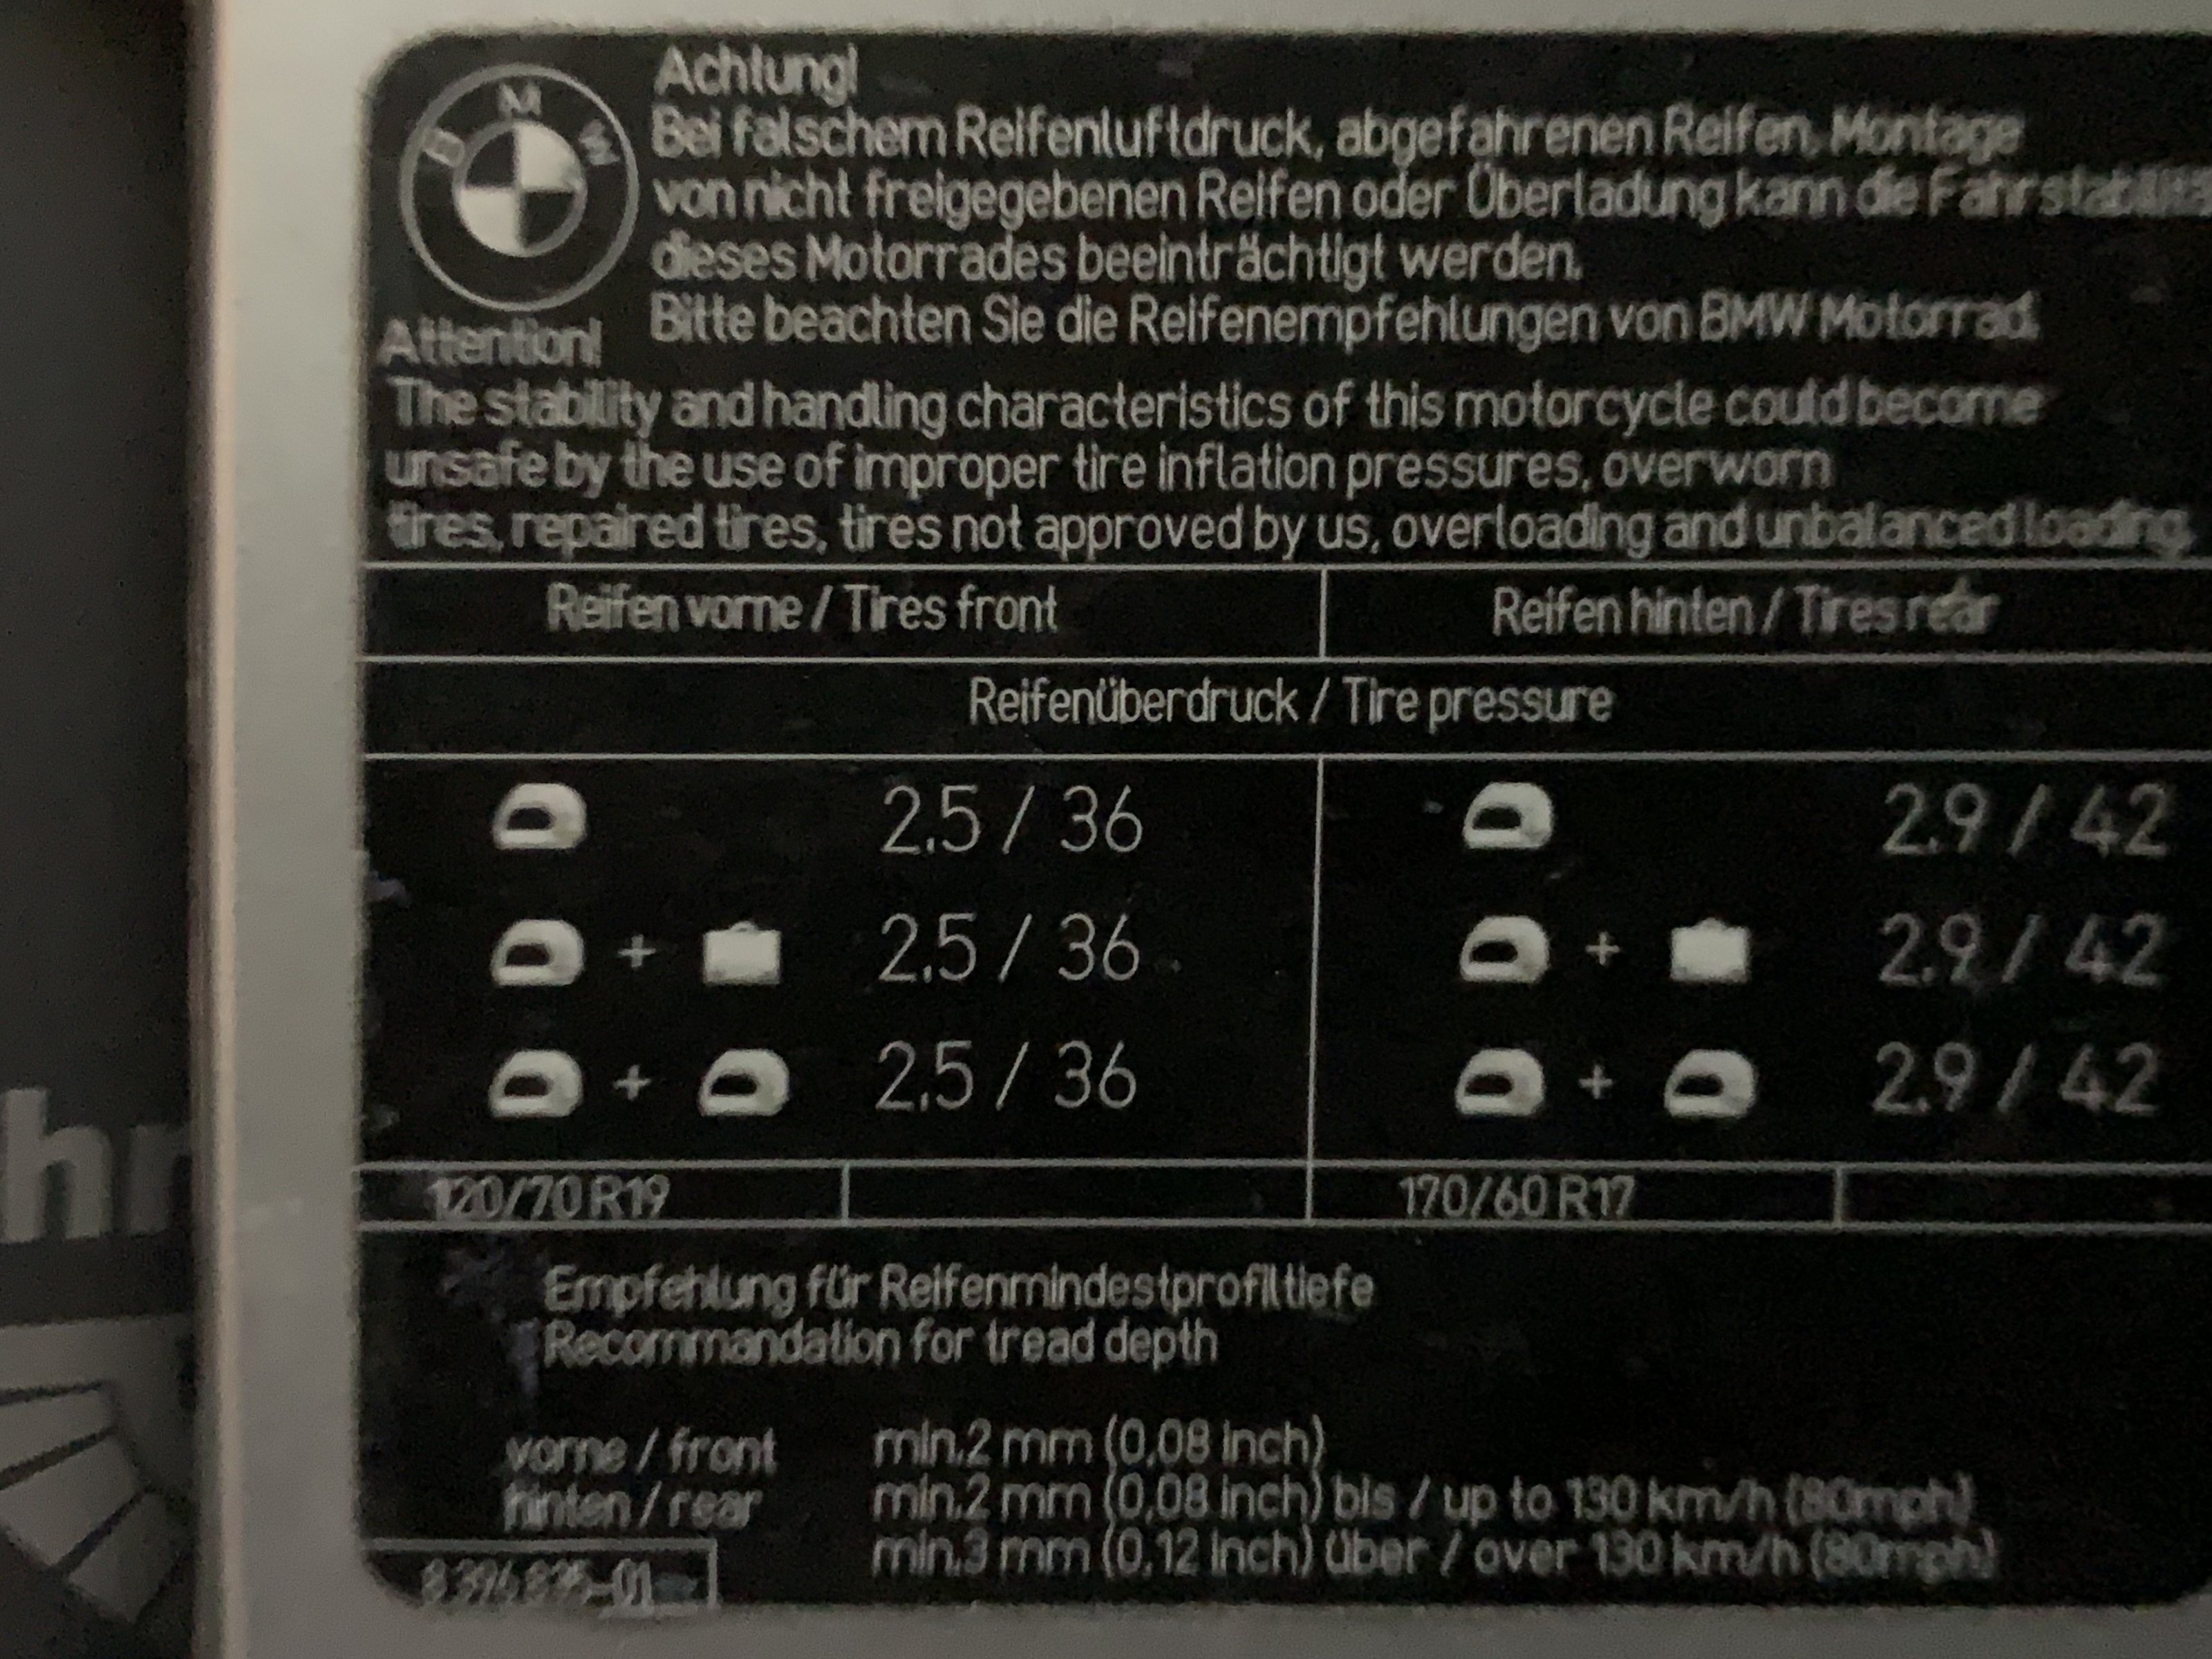 BMW
Achtung!
Bei falschem Reifenluftdruck, abgefahrenen Reifen, Montage
von nicht freigegebenen Reifen oder Überladung kann die
dieses Motorrades beeinträchtigt werden.
Bitte beachten Sie die Reifenempfehlungen von BMW Motorrad.
Attention!
The stability and handling characteristics of this motorcycle could become
unsafe by the use of improper tire inflation pressures, overworn
tires, repaired tires, tires not approved by us, overloading and unbalanced loading.
Reifen vorne / Tires front
Reifen hinten / Tires rear
Reifenüberdruck / Tire pressure
2.5 / 36
2.9 / 42
+ 2.5 / 36
+ 2.9 / 42
+ 2.5 / 36
+ 2.9 / 42
120/70 R19
170/60 R17
Empfehlung für Reifenmindestprofiltiefe
Recommandation for tread depth
vorne / front min.2 mm (0,08 inch)
hinten / rear min.2 mm (0,08 inch) bis / up to 130 km/h (80mph)
min.3 mm (0,12 inch) über / over 130 km/h (80mph)